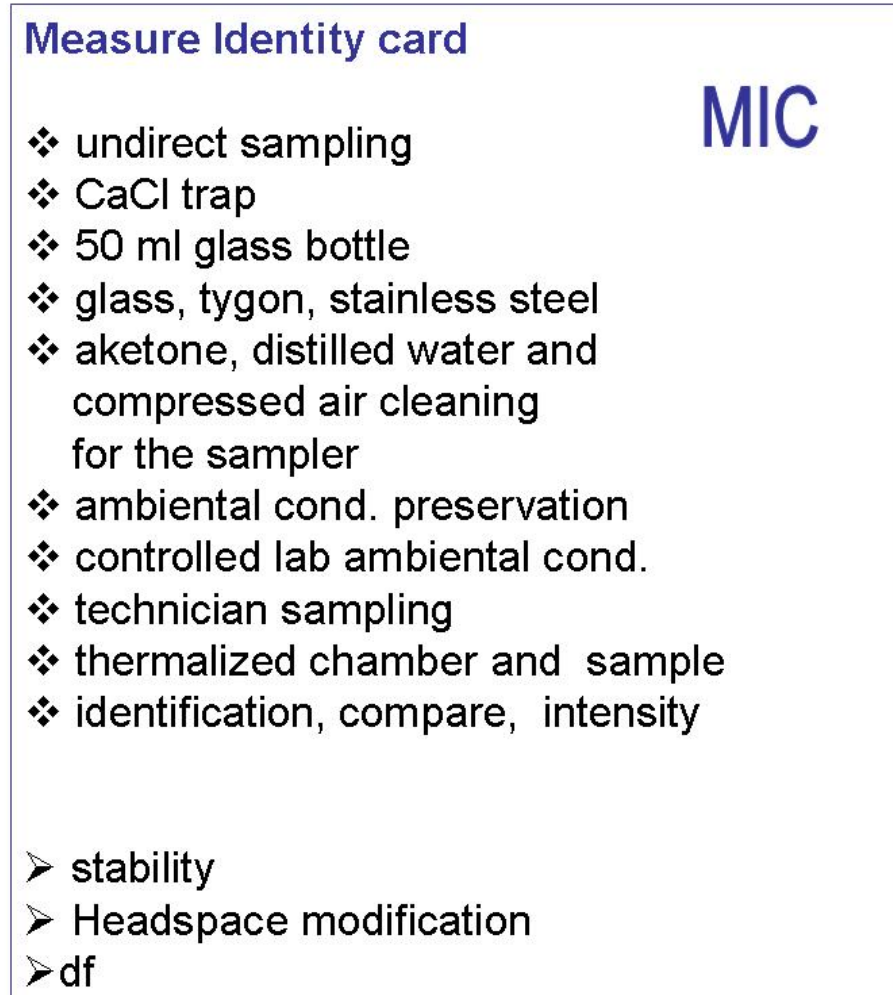 Measure Identity card
MIC
❖ undirect sampling
❖ CaCl trap
❖ 50 ml glass bottle
❖ glass, tygon, stainless steel
❖ aketone, distilled water and
compressed air cleaning
for the sampler
❖ ambiental cond. preservation
❖ controlled lab ambiental cond.
❖ technician sampling
❖ thermalized chamber and  sample
❖ identification, compare,  intensity
➢ stability
➢ Headspace modification
➢df